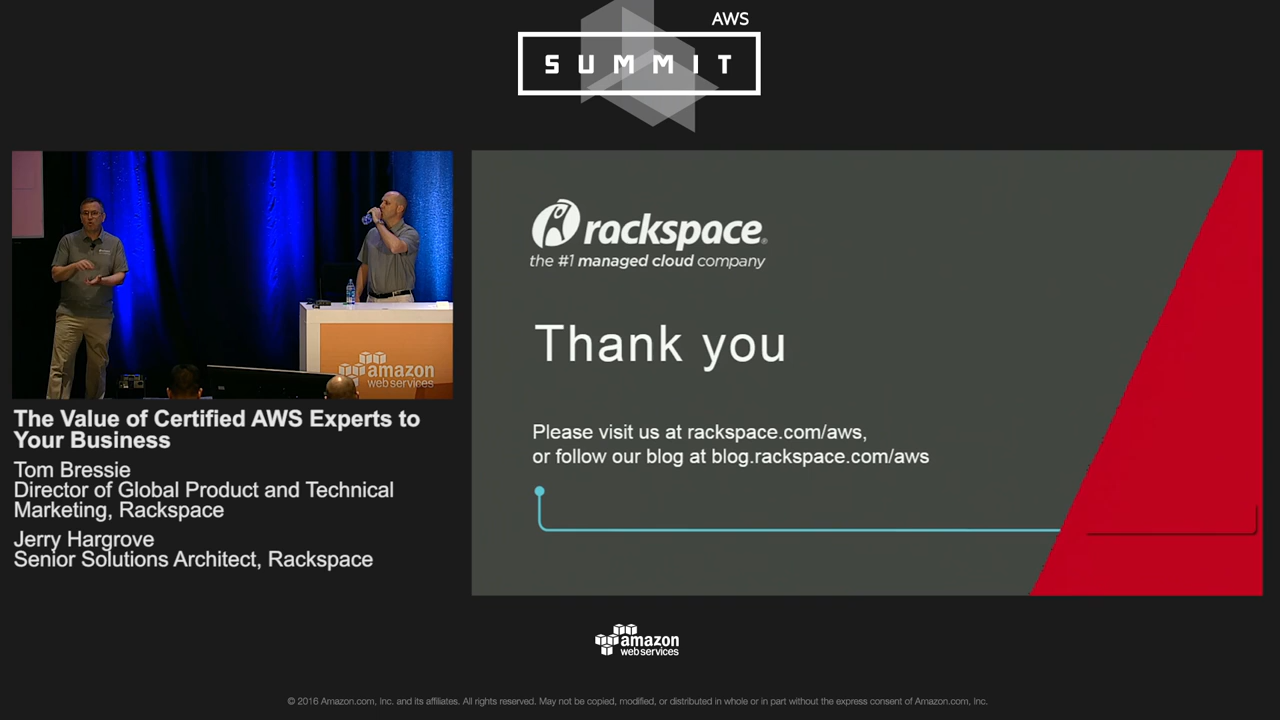 AWS
SUMMIT
amazon
web services
The Value of Certified AWS Experts to
Your Business
Tom Bressie
Director of Global Product and Technical
Marketing, Rackspace
Jerry Hargrove
Senior Solutions Architect, Rackspace
rackspace®
the #1 managed cloud company
Thank you
Please visit us at rackspace.com/aws,
or follow our blog at blog.rackspace.com/aws
amazon
web services
© 2016 Amazon.com, Inc. and its affiliates. All rights reserved. May not be copied, modified, or distributed in whole or in part without the express consent of Amazon.com, Inc.